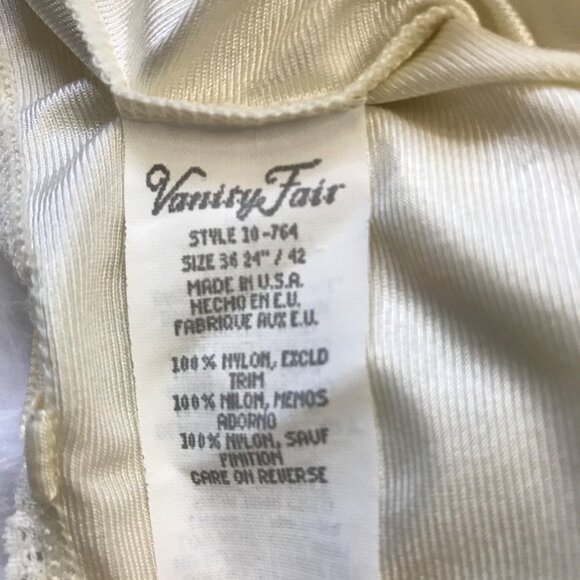 Vanity Fair
STYLE 10-764
SIZE 36 24" / 42
MADE IN U.S.A.
HECHO EN E.U.
FABRIQUE AUX E.U.
100% NYLON, EXCLD
TRIM
100% NILON, MENOS
ADORNO
100% NYLON, SAUF
FINITION
CARE ON REVERSE